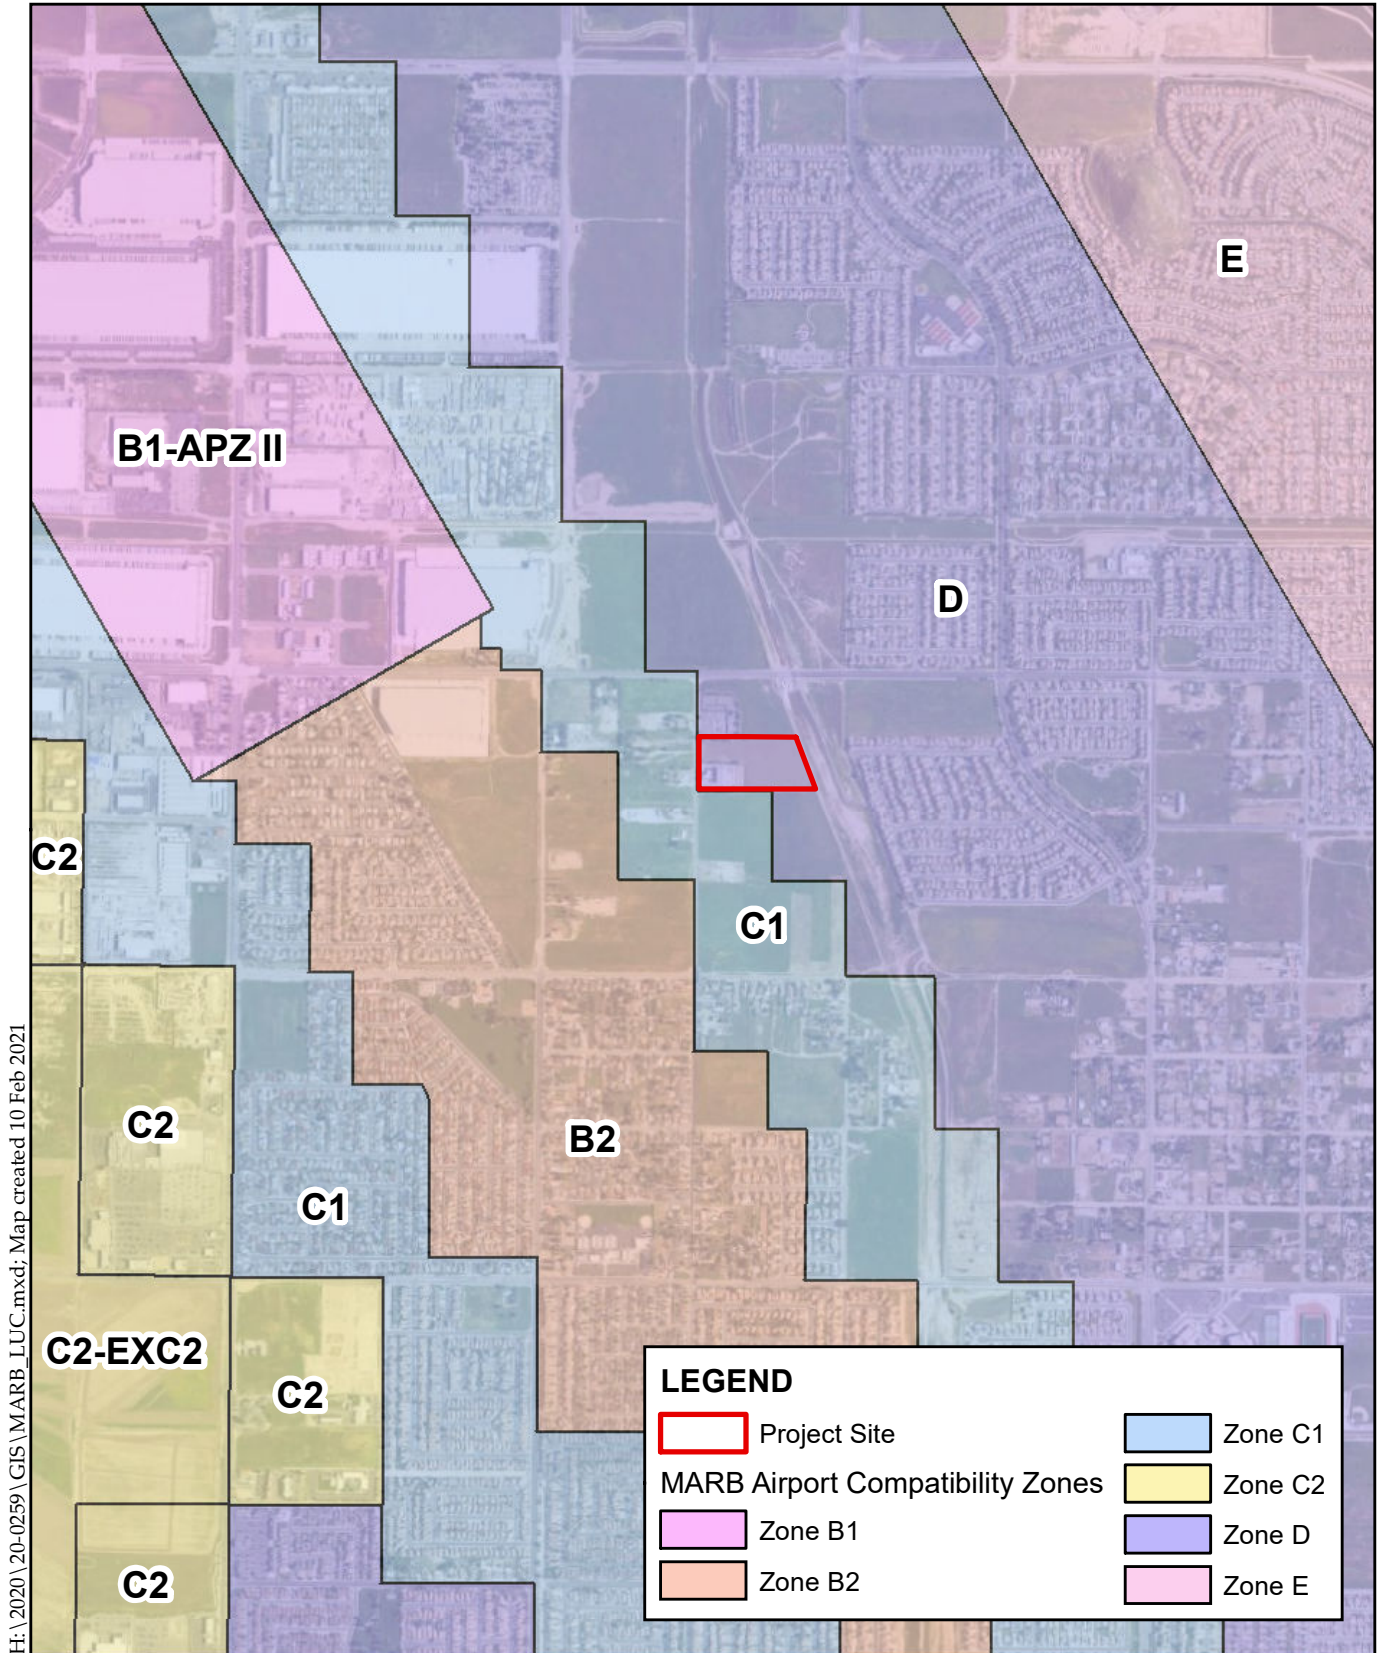 E
B1-APZ II
D
C2
C1
C2
B2
C1
C2-EXC2
C2
C2
LEGEND
Project Site
MARB Airport Compatibility Zones
Zone B1
Zone B2
Zone C1
Zone C2
Zone D
Zone E
H:\2020\20-0259\GIS\MARB_LUC.mxd; Map created 10 Feb 2021